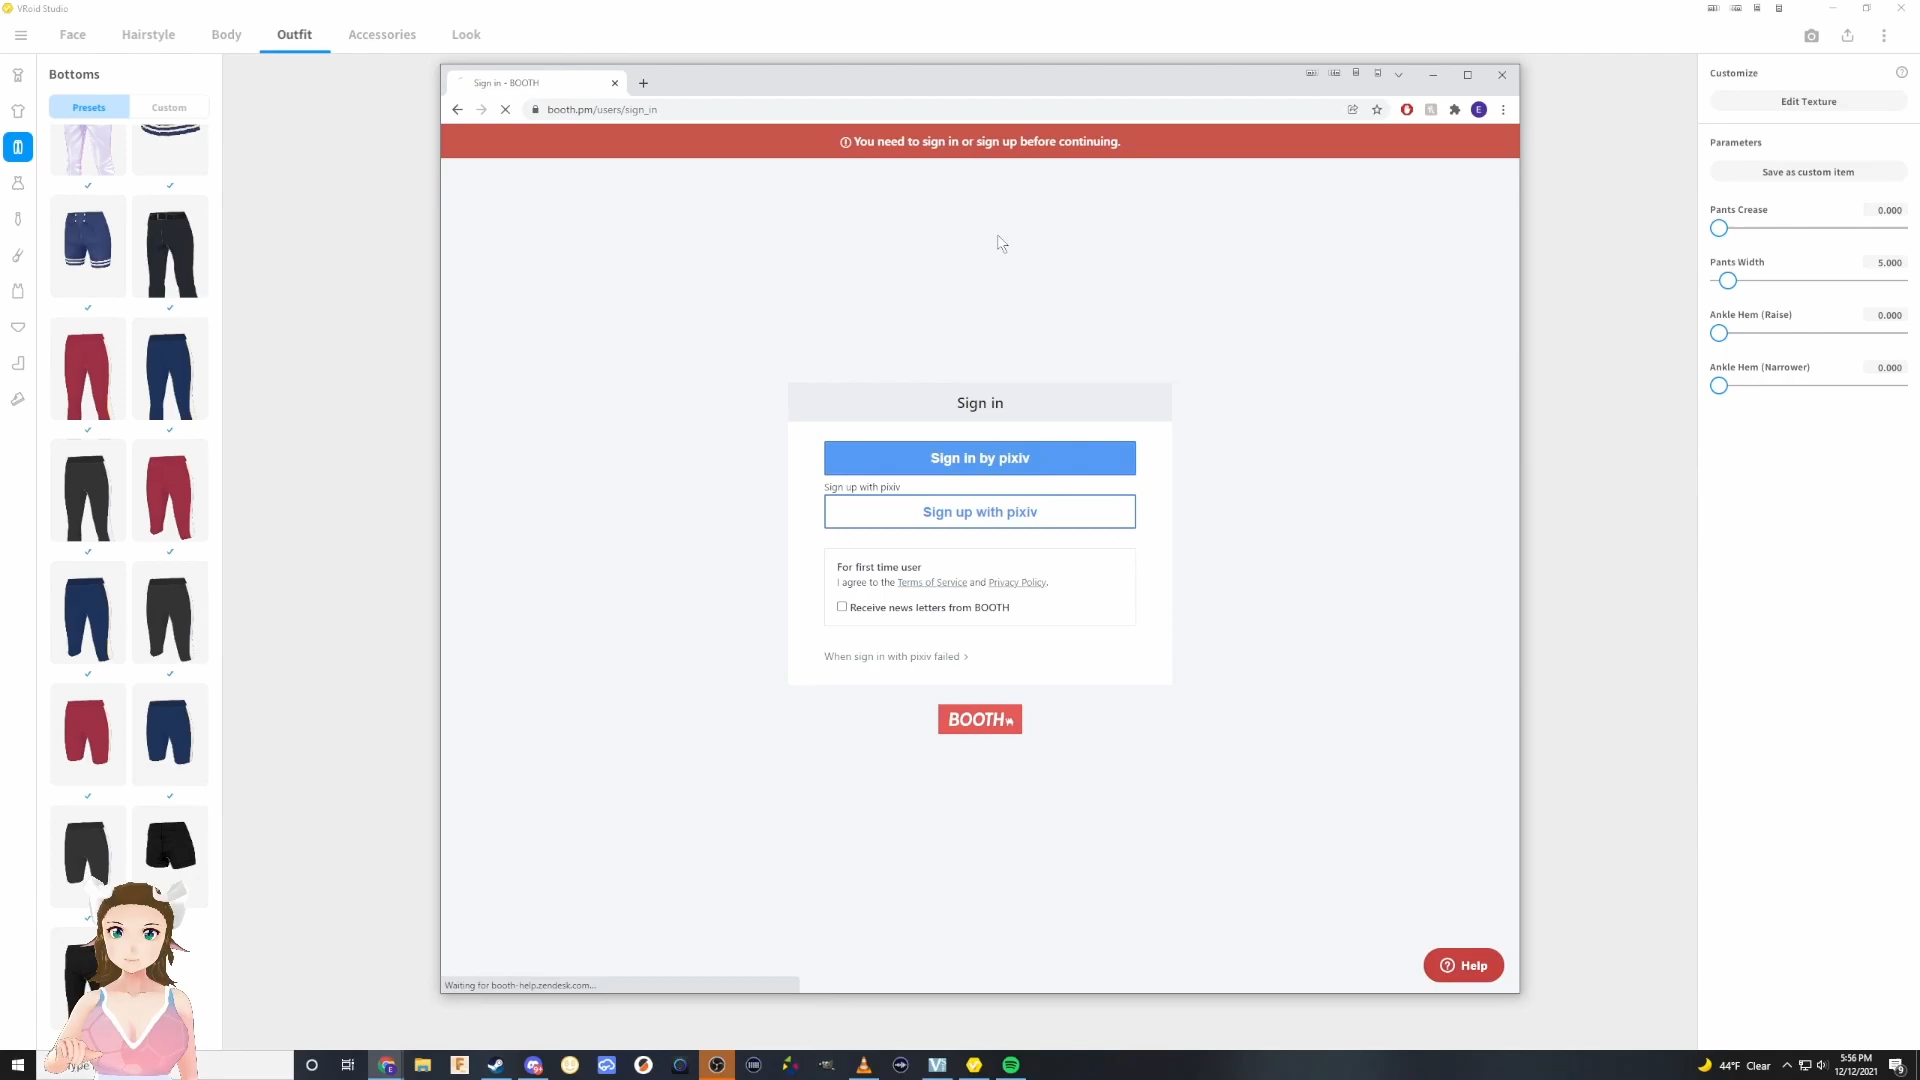 VRoid Studio
Face
Hairstyle
Body
Outfit
Accessories
Look
Bottoms
Presets
Custom
Sign in - BOOTH
booth.pm/users/sign_in
E
You need to sign in or sign up before continuing.
Sign in
Sign in by pixiv
Sign up with pixiv
Sign up with pixiv
For first time user
I agree to the Terms of Service and Privacy Policy.
Receive news letters from BOOTH
When sign in with pixiv failed >
BOOTH
Help
Waiting for booth-help.zendesk.com...
Customize
Edit Texture
Parameters
Save as custom item
Pants Crease
0.000
Pants Width
5.000
Ankle Hem (Raise)
0.000
Ankle Hem (Narrower)
0.000
44°F Clear
5:56 PM
12/12/2021